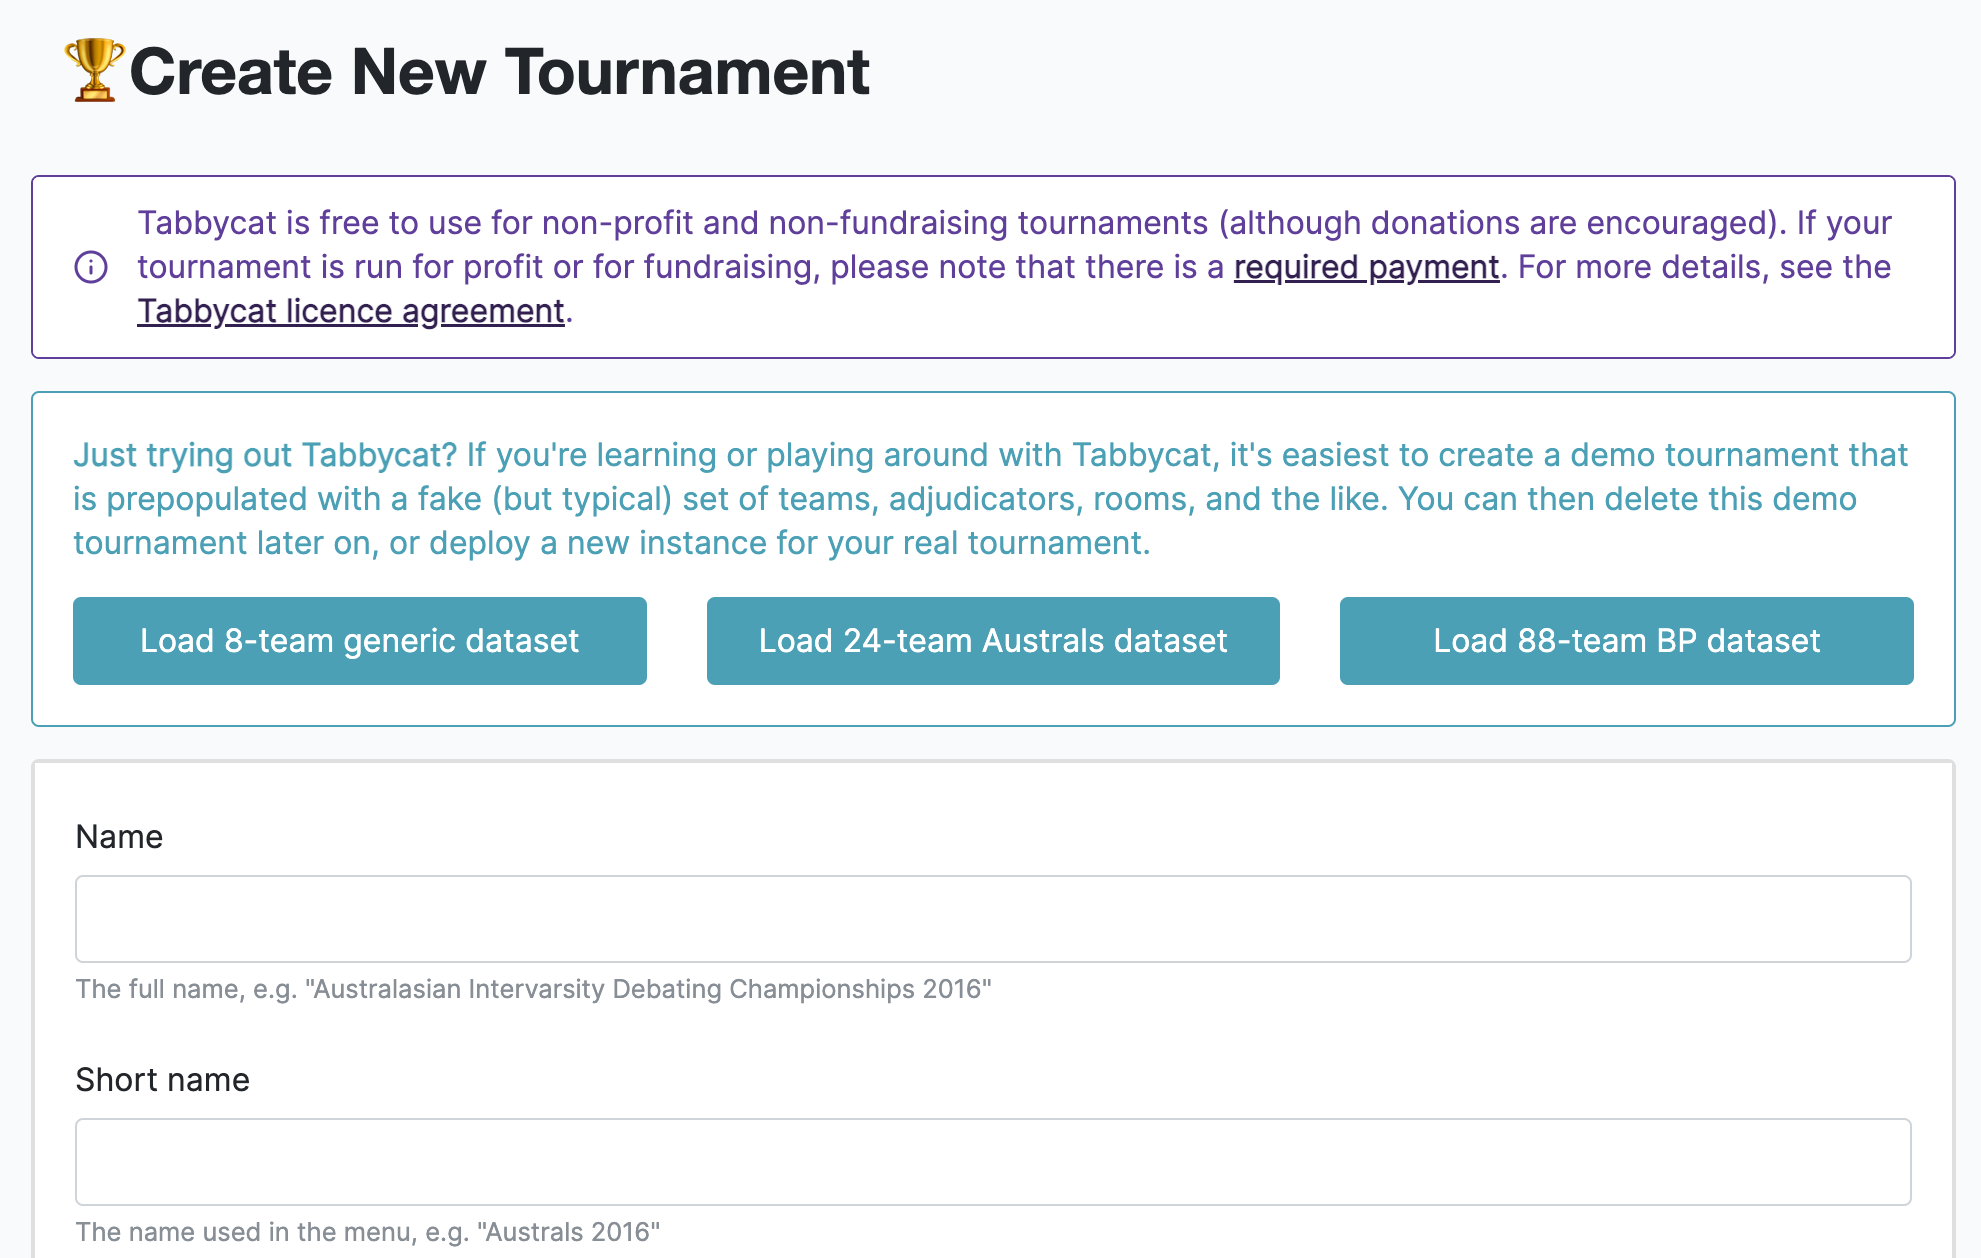 🏆Create New Tournament
Tabbycat is free to use for non-profit and non-fundraising tournaments (although donations are encouraged). If your
tournament is run for profit or for fundraising, please note that there is a required payment. For more details, see the
Tabbycat licence agreement.
Just trying out Tabbycat? If you're learning or playing around with Tabbycat, it's easiest to create a demo tournament that
is prepopulated with a fake (but typical) set of teams, adjudicators, rooms, and the like. You can then delete this demo
tournament later on, or deploy a new instance for your real tournament.
Load 8-team generic dataset
Load 24-team Australs dataset
Load 88-team BP dataset
Name
The full name, e.g. "Australasian Intervarsity Debating Championships 2016"
Short name
The name used in the menu, e.g. "Australs 2016"